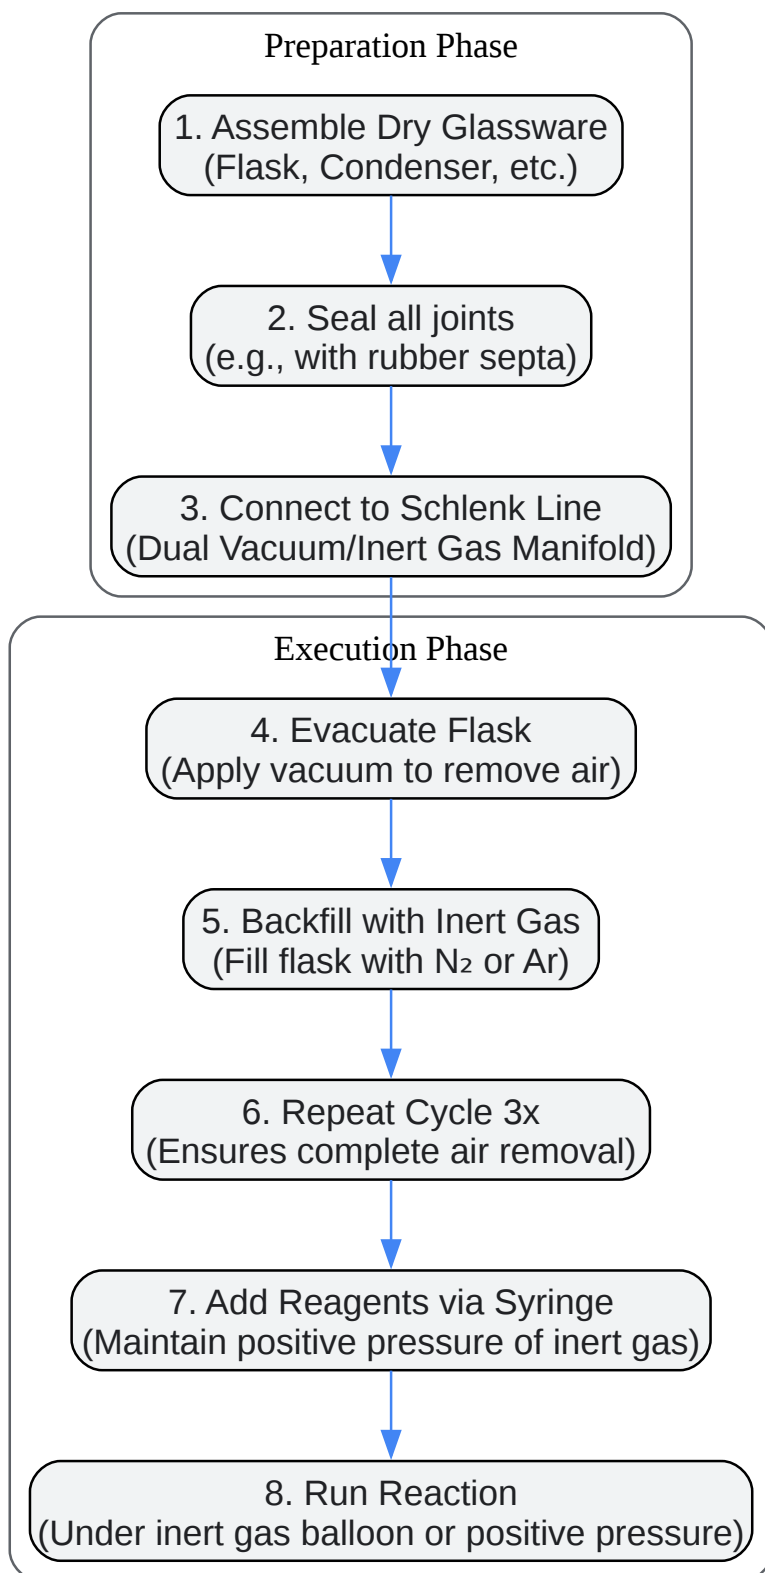 Preparation Phase
1. Assemble Dry Glassware
(Flask, Condenser, etc.)
2. Seal all joints
(e.g., with rubber septa)
3. Connect to Schlenk Line
(Dual Vacuum/Inert Gas Manifold)
Execution Phase
4. Evacuate Flask
(Apply vacuum to remove air)
5. Backfill with Inert Gas
(Fill flask with N₂ or Ar)
6. Repeat Cycle 3x
(Ensures complete air removal)
7. Add Reagents via Syringe
(Maintain positive pressure of inert gas)
8. Run Reaction
(Under inert gas balloon or positive pressure)